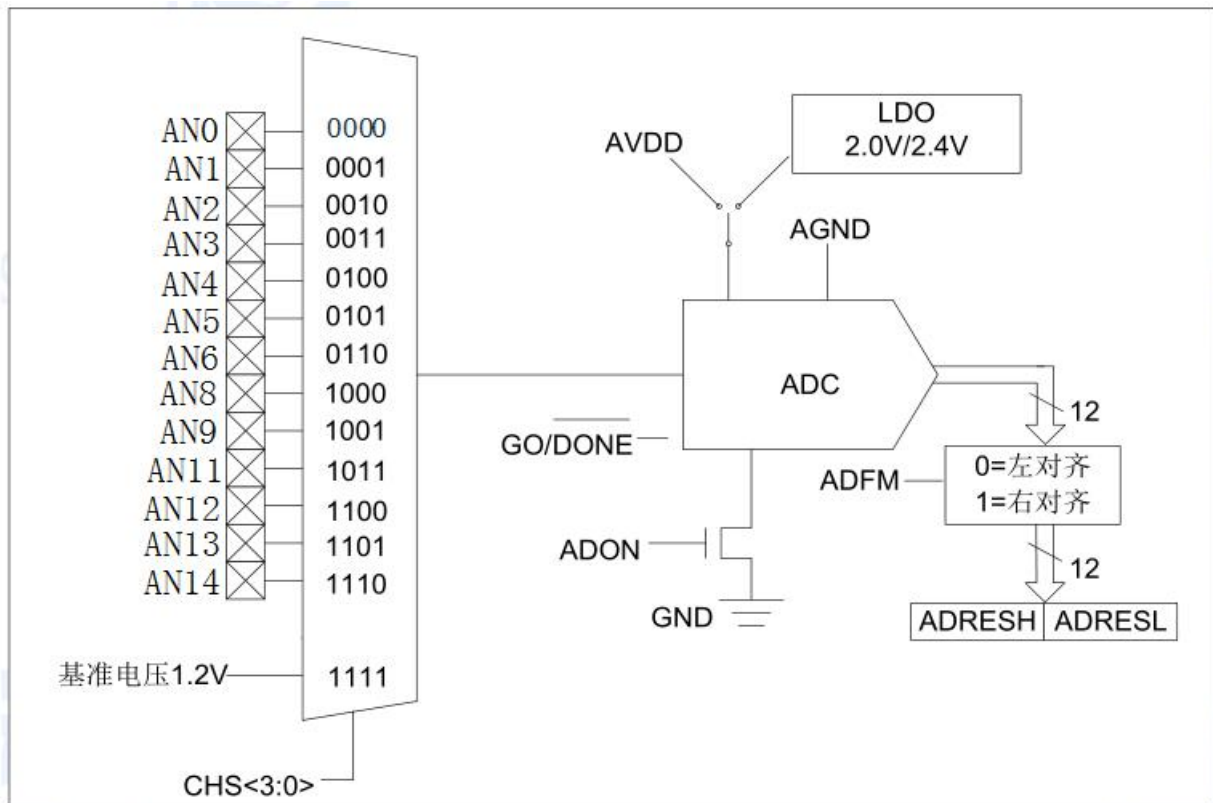 AN0 0000
AN1 0001
AN2 0010
AN3 0011
AN4 0100
AN5 0101
AN6 0110
AN8 1000
AN9 1001
AN11 1011
AN12 1100
AN13 1101
AN14 1110
基准电压1.2V 1111
CHS<3:0>
AVDD
LDO
2.0V/2.4V
AGND
ADC
GO/DONE
12
ADFM
0=左对齐
1=右对齐
ADON
12
GND
ADRESH ADRESL